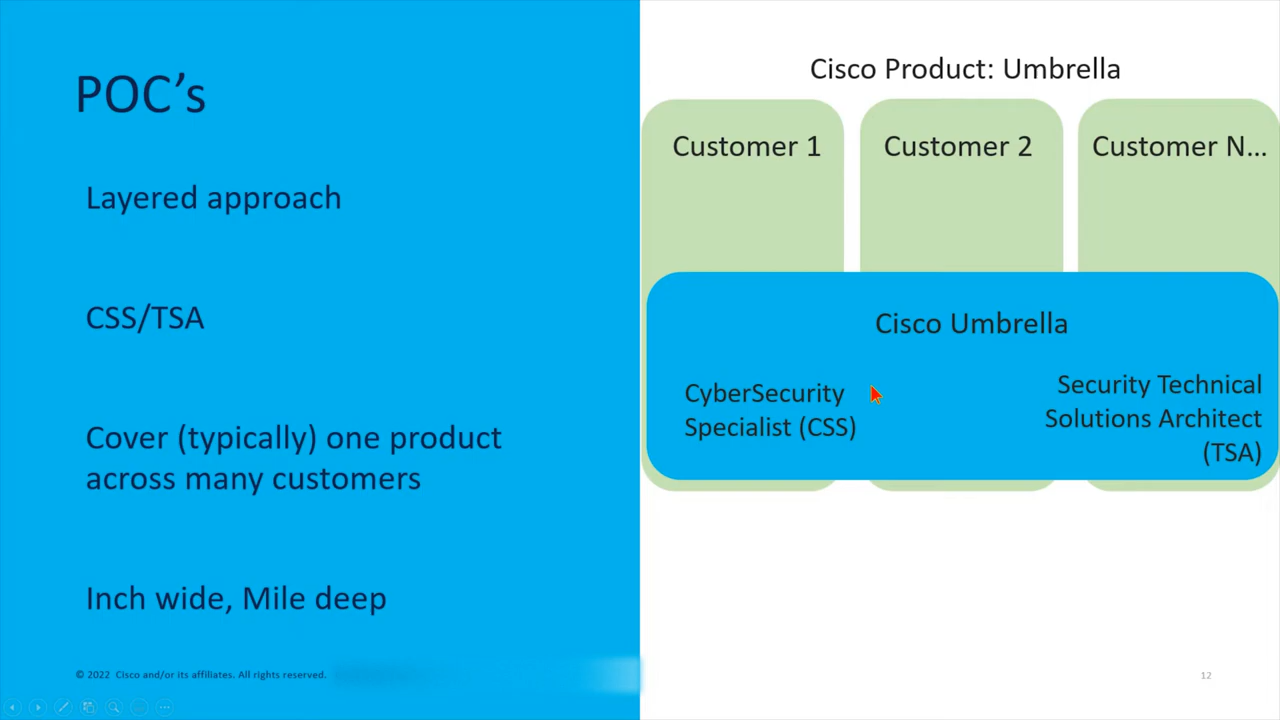 POC’s
Layered approach
CSS/TSA
Cover (typically) one product
across many customers
Inch wide, Mile deep
© 2022 Cisco and/or its affiliates. All rights reserved.
Cisco Product: Umbrella
Customer 1
Customer 2
Customer N...
Cisco Umbrella
CyberSecurity
Specialist (CSS)
Security Technical
Solutions Architect
(TSA)
12